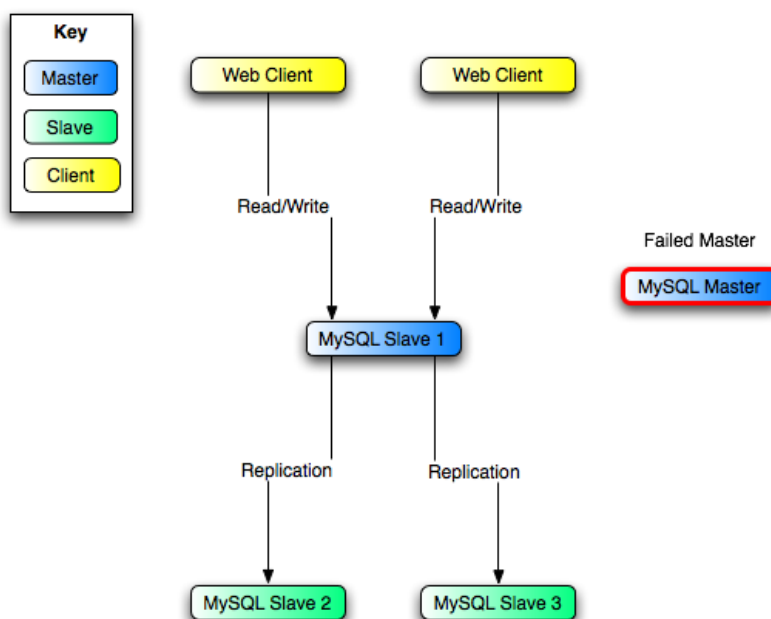 Key
Master
Slave
Client
Web Client
Web Client
Read/Write
Read/Write
Failed Master
MySQL Master
MySQL Slave 1
Replication
Replication
MySQL Slave 2
MySQL Slave 3